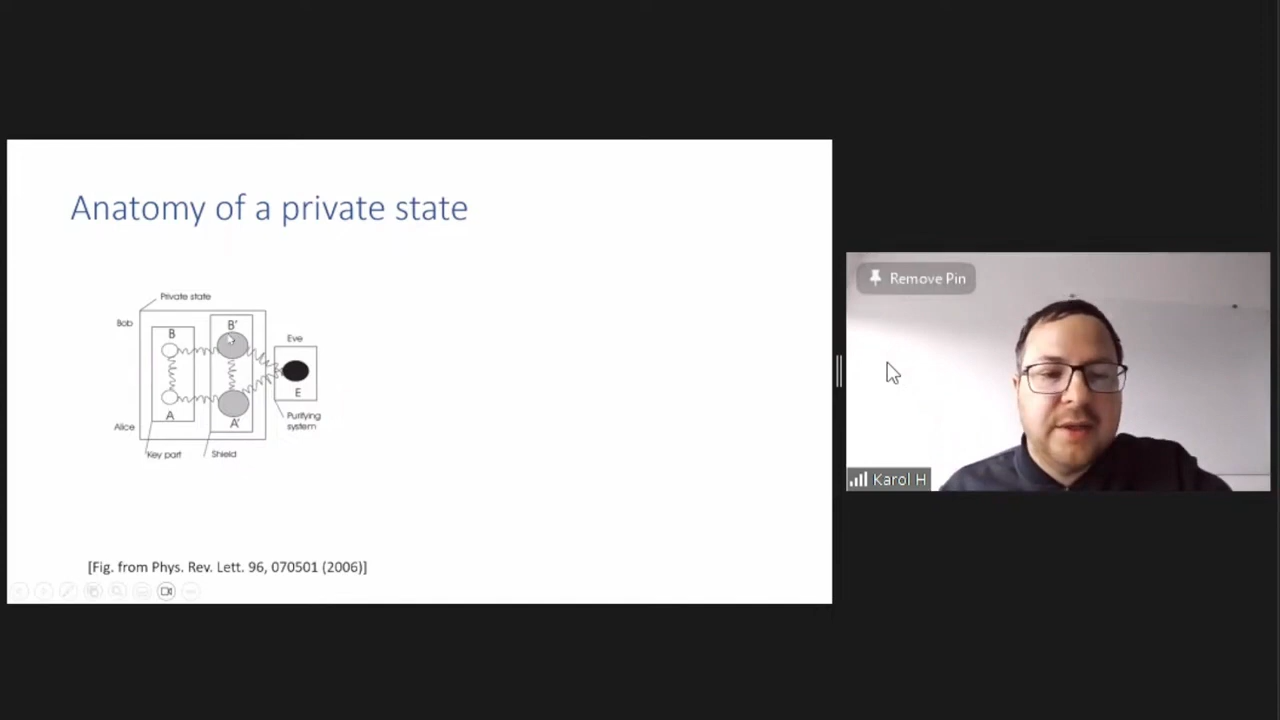 Anatomy of a private state
Private state
Bob
B
B'
Eve
E
A
A'
Alice
Purifying
system
Key part
Shield
[Fig. from Phys. Rev. Lett. 96, 070501 (2006)]
Remove Pin
Karol H